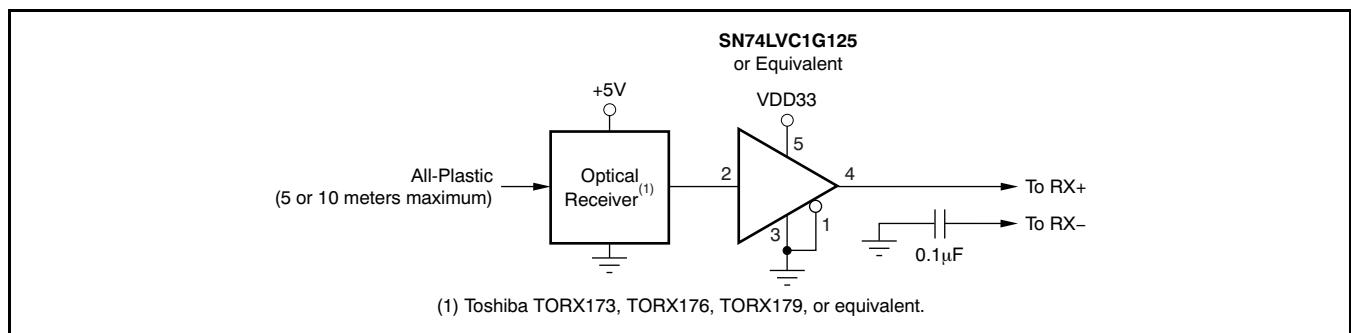 SN74LVC1G125
or Equivalent
+5V
VDD33
5
All-Plastic
(5 or 10 meters maximum)
Optical
Receiver(1)
2
4
To RX+
3
1
To RX−
0.1μF
(1) Toshiba TORX173, TORX176, TORX179, or equivalent.